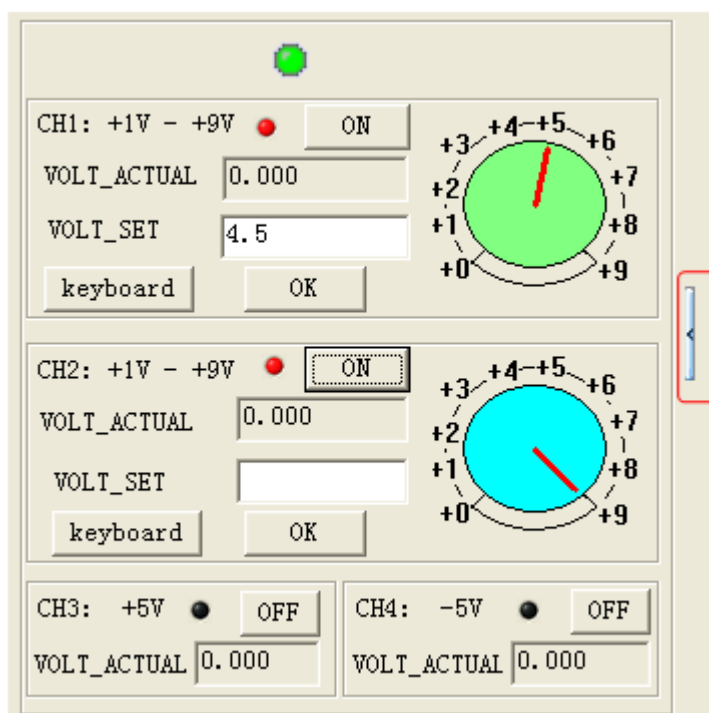 CH1: +1V - +9V
ON
VOLT_ACTUAL
0.000
VOLT_SET
4.5
keyboard
OK
+0
+1
+2
+3
+4
+5
+6
+7
+8
+9
CH2: +1V - +9V
ON
VOLT_ACTUAL
0.000
VOLT_SET
keyboard
OK
+0
+1
+2
+3
+4
+5
+6
+7
+8
+9
CH3: +5V
OFF
VOLT_ACTUAL
0.000
CH4: -5V
OFF
VOLT_ACTUAL
0.000